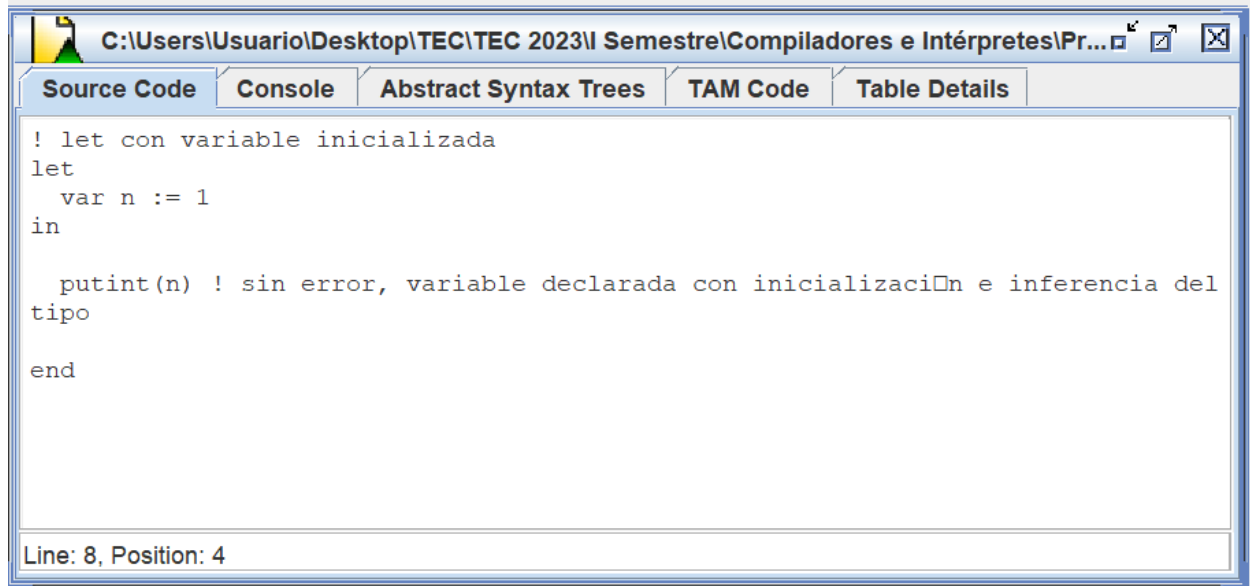 C:\Users\Usuario\Desktop\TEC\TEC 2023\I Semestre\Compiladores e Intérpretes\Pr...
Source Code Console Abstract Syntax Trees TAM Code Table Details
! let con variable inicializada
let
  var n := 1
in
  putint(n) ! sin error, variable declarada con inicializaci□n e inferencia del
tipo
end
Line: 8, Position: 4